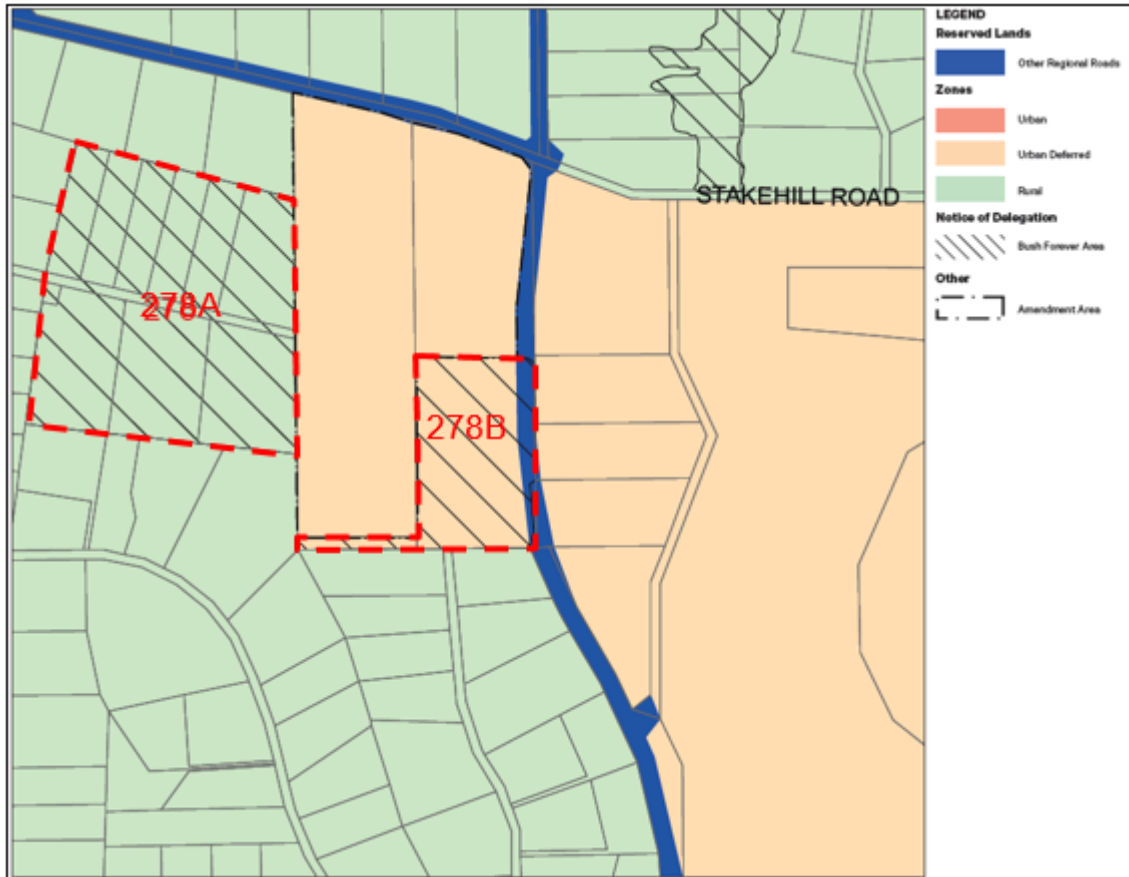 LEGEND
Reserved Lands
Other Regional Roads
Zones
Urban
Urban Deferred
Rural
Notice of Delegation
Bush Forever Area
Other
Amendment Area
STAKEHILL ROAD
278A
278B